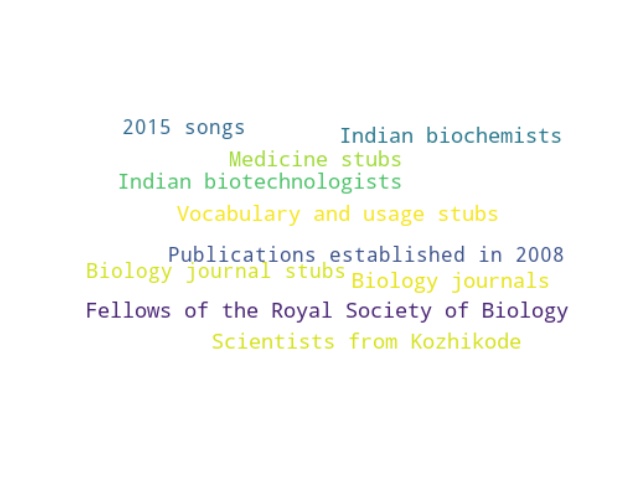 2015 songs
Indian biochemists
Medicine stubs
Indian biotechnologists
Vocabulary and usage stubs
Publications established in 2008
Biology journal stubs
Biology journals
Fellows of the Royal Society of Biology
Scientists from Kozhikode